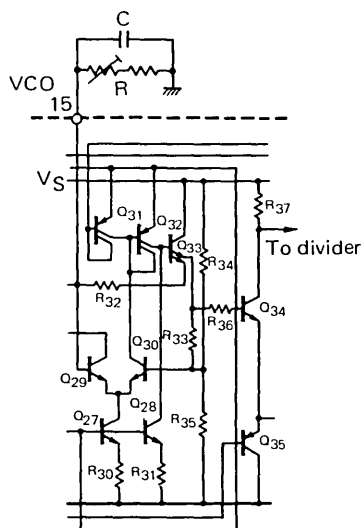 C
R
VCO
15
VS
Q31
Q32
Q33
R37
To divider
R34
R32
R33
R36
Q34
Q30
Q29
Q27
Q28
R35
Q35
R30
R31